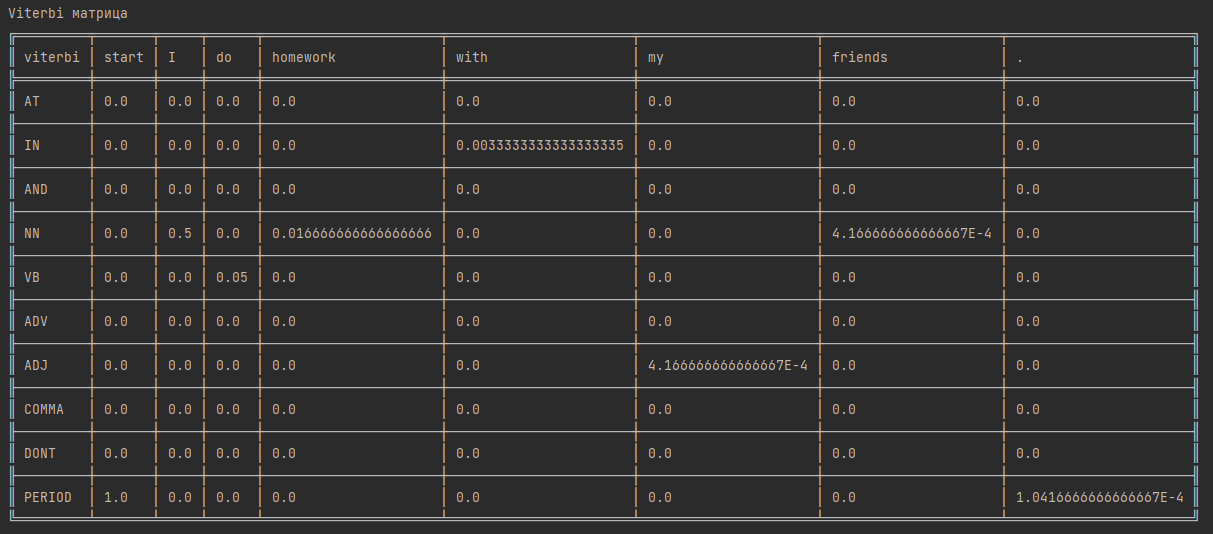 Viterbi матрица
viterbi start I do homework with my friends .
AT 0.0 0.0 0.0 0.0 0.0 0.0 0.0 0.0
IN 0.0 0.0 0.0 0.0 0.0033333333333333335 0.0 0.0 0.0
AND 0.0 0.0 0.0 0.0 0.0 0.0 0.0 0.0
NN 0.0 0.5 0.0 0.016666666666666666 0.0 0.0 4.166666666666667E-4 0.0
VB 0.0 0.0 0.05 0.0 0.0 0.0 0.0 0.0
ADV 0.0 0.0 0.0 0.0 0.0 0.0 0.0 0.0
ADJ 0.0 0.0 0.0 0.0 0.0 4.166666666666667E-4 0.0 0.0
COMMA 0.0 0.0 0.0 0.0 0.0 0.0 0.0 0.0
DONT 0.0 0.0 0.0 0.0 0.0 0.0 0.0 0.0
PERIOD 1.0 0.0 0.0 0.0 0.0 0.0 0.0 1.0416666666666667E-4